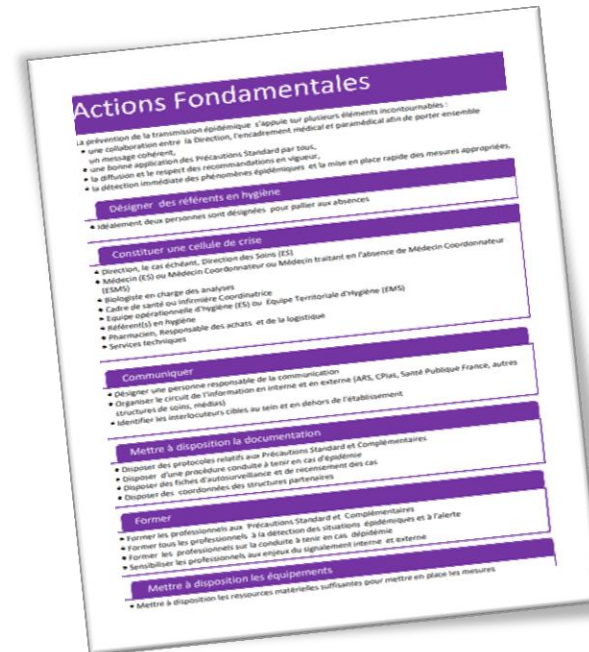 Actions Fondamentales
La prévention de la transmission épidémique s'appuie sur plusieurs éléments incontournables :
• une collaboration entre la Direction, l'encadrement médical et paramédical afin de porter ensemble
un message cohérent,
• une bonne application des Précautions Standard par tous,
• la diffusion et le respect des recommandations en vigueur,
• la détection immédiate des phénomènes épidémiques et la mise en place rapide des mesures appropriées.
Désigner des référents en hygiène
• Idéalement deux personnes sont désignées pour pallier aux absences
Constituer une cellule de crise
• Direction, le cas échéant, Direction des Soins (ES)
• Médecin (ES) ou Médecin Coordonnateur ou Médecin traitant en l'absence de Médecin Coordonnateur
(ESMS)
• Biologiste en charge des analyses
• Cadre de santé ou Infirmière Coordinatrice
• Equipe opérationnelle d'hygiène (ES) ou Equipe Territoriale d'Hygiène (EMS)
• Référent(s) en hygiène
• Pharmacien, Responsable des achats et de la logistique
• Services techniques
Communiquer
• Désigner une personne responsable de la communication
• Organiser le circuit de l'information en interne et en externe (ARS, CPias, Santé Publique France, autres
structures de soins, médias)
• Identifier les interlocuteurs cibles au sein et en dehors de l'établissement
Mettre à disposition la documentation
• Disposer des protocoles relatifs aux Précautions Standard et Complémentaires
• Disposer d'une procédure conduite à tenir en cas d'épidémie
• Disposer des fiches d'autosurveillance et de recensement des cas
• Disposer des coordonnées des structures partenaires
Former
• Former les professionnels aux Précautions Standard et Complémentaires
• Former tous les professionnels à la détection des situations épidémiques et à l'alerte
• Former les professionnels sur la conduite à tenir en cas dépidémie
• Sensibiliser les professionnels aux enjeux du signalement interne et externe
Mettre à disposition les équipements
• Mettre à disposition les ressources matérielles suffisantes pour mettre en place les mesures